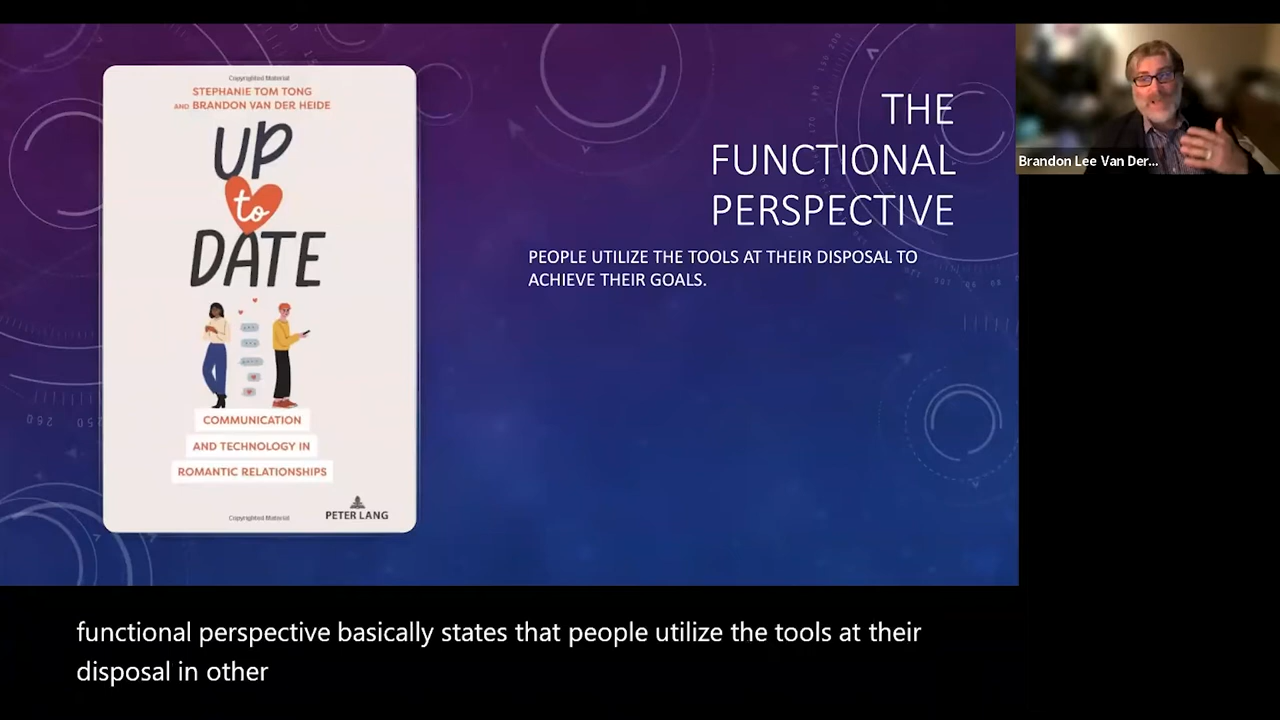 Copyrighted Material
STEPHANIE TOM TONG
AND BRANDON VAN DER HEIDE
UP
to
DATE
COMMUNICATION
AND TECHNOLOGY IN
ROMANTIC RELATIONSHIPS
Copyrighted Material
PETER LANG
THE
FUNCTIONAL
PERSPECTIVE
PEOPLE UTILIZE THE TOOLS AT THEIR DISPOSAL TO
ACHIEVE THEIR GOALS.
Brandon Lee Van Der...
260
250
functional perspective basically states that people utilize the tools at their
disposal in other